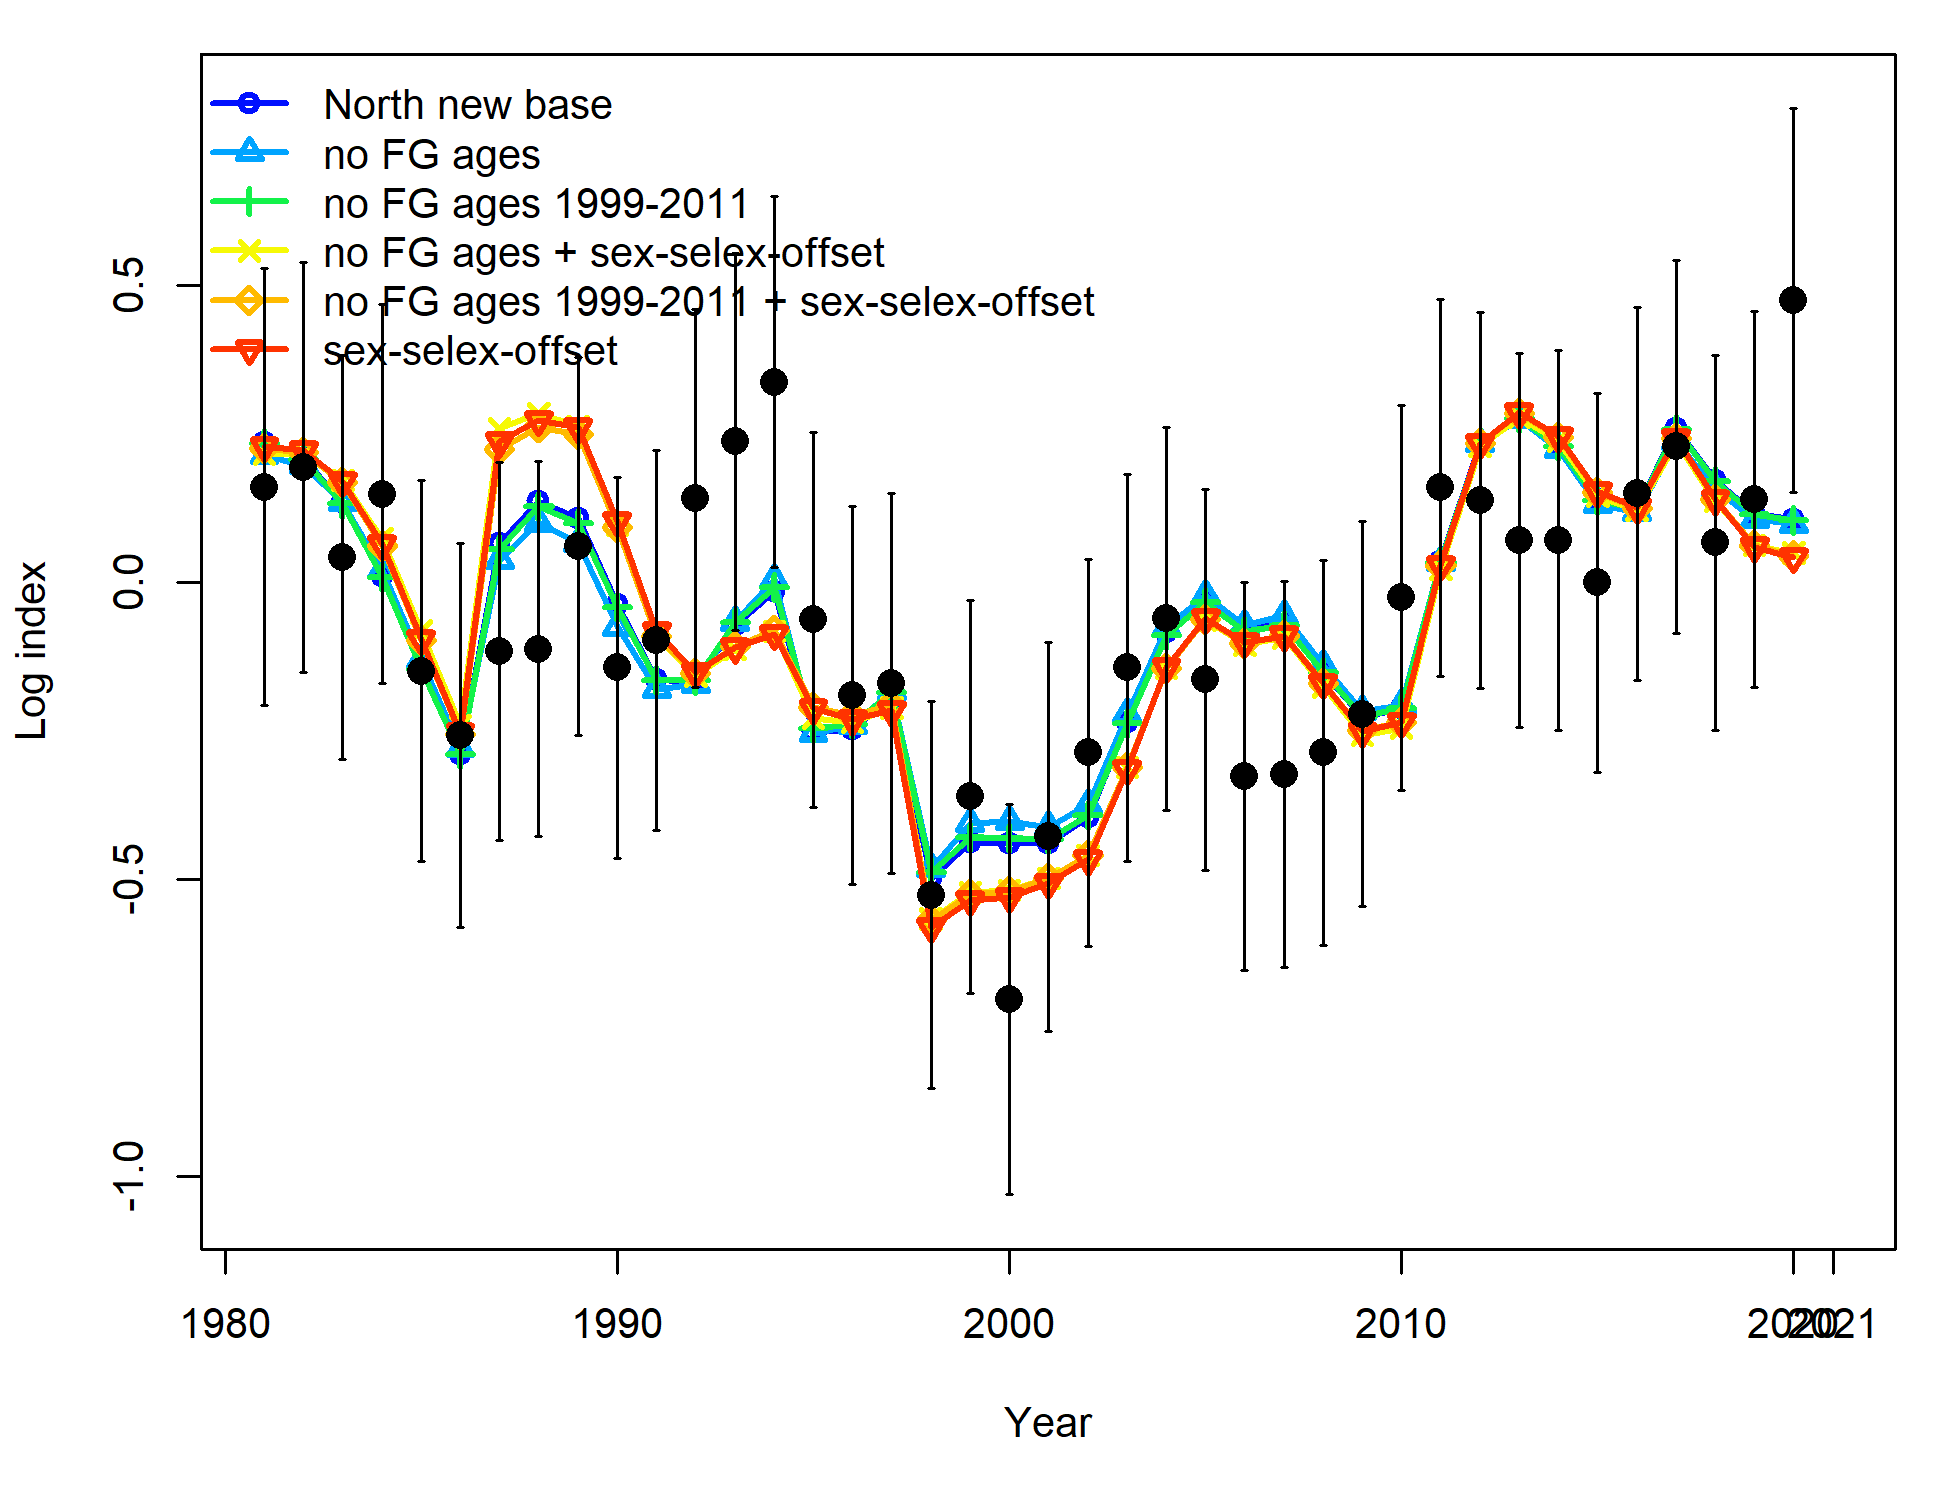 North new base
no FG ages
no FG ages 1999-2011
no FG ages + sex-selex-offset
no FG ages 1999-2011 + sex-selex-offset
sex-selex-offset
0.5
0.0
-0.5
-1.0
Log index
1980 1990 2000 2010 2020 2021
Year